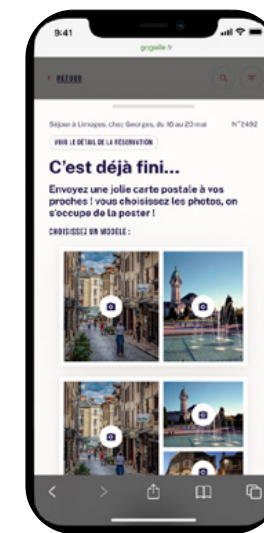 9:41
gogaille.fr
RETOUR
Séjour à Limoges, chez Georges, du 16 au 20 mai N°2492
VOIR LE DÉTAIL DE LA RÉSERVATION
C'est déjà fini...
Envoyez une jolie carte postale à vos
proches ! vous choisissez les photos, on
s'occupe de la poster !
CHOISISSEZ UN MODÈLE :